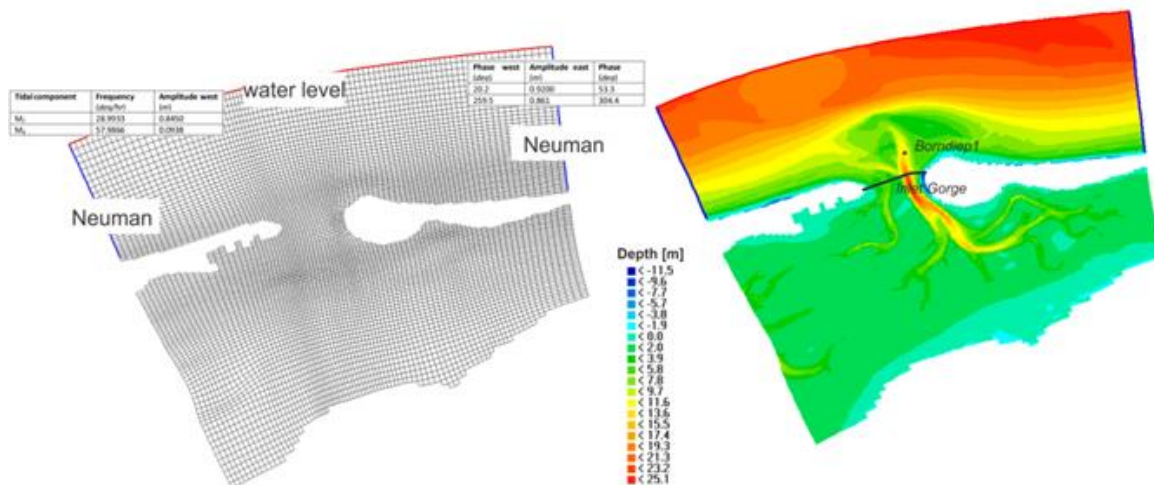 Tidal component Frequency (deg/hr) Amplitude west (m)
M₂ 28.9933 0.8450
M₄ 57.9866 0.0938
water level
Phase west (deg) Amplitude east (m) Phase (deg)
20.2 0.9200 53.3
259.5 0.861 304.4
Neuman
Neuman
Borndiep1
Inlet Gorge
Depth [m]
< -11.5
< -9.6
< -7.7
< -5.7
< -3.8
< -1.9
< 0.0
< 2.0
< 3.9
< 5.8
< 7.8
< 9.7
< 11.6
< 13.6
< 15.5
< 17.4
< 19.3
< 21.3
< 23.2
< 25.1